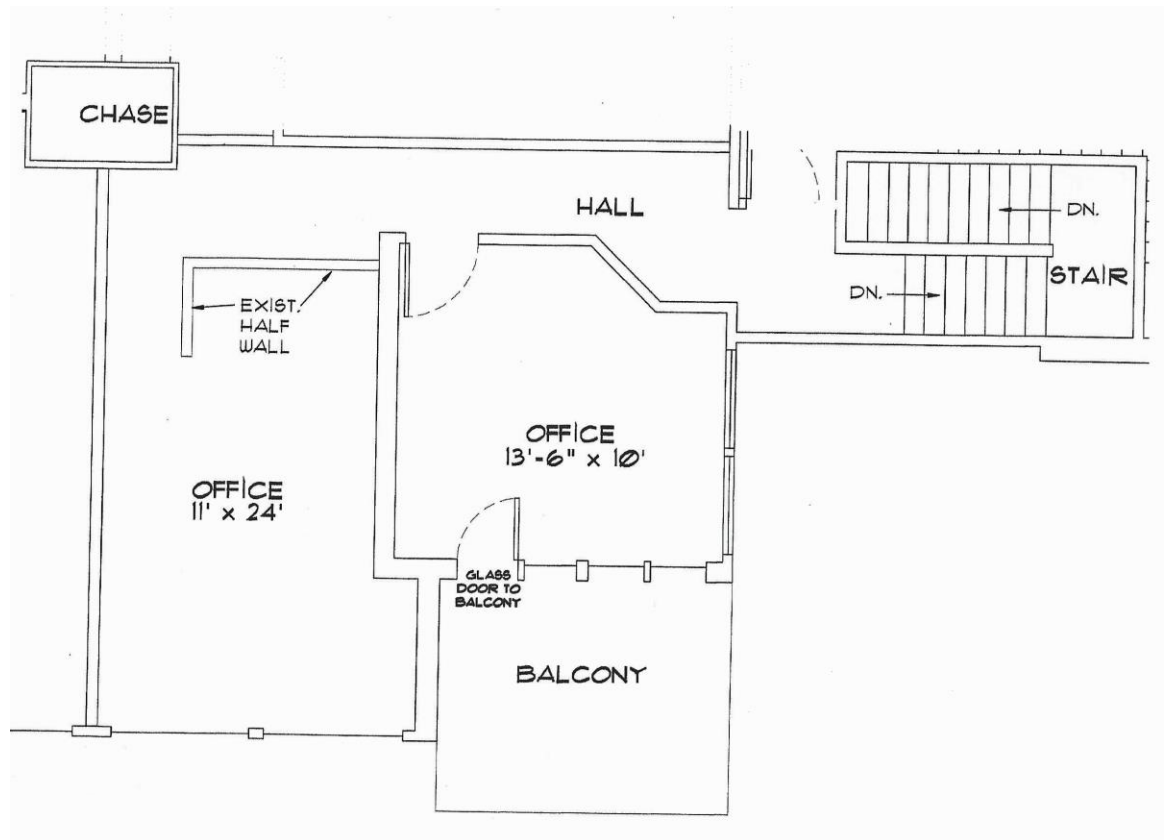 CHASE
HALL
DN.
STAIR
DN.
EXIST.
HALF
WALL
OFFICE
13'-6" x 10'
OFFICE
11' x 24'
GLASS
DOOR TO
BALCONY
BALCONY